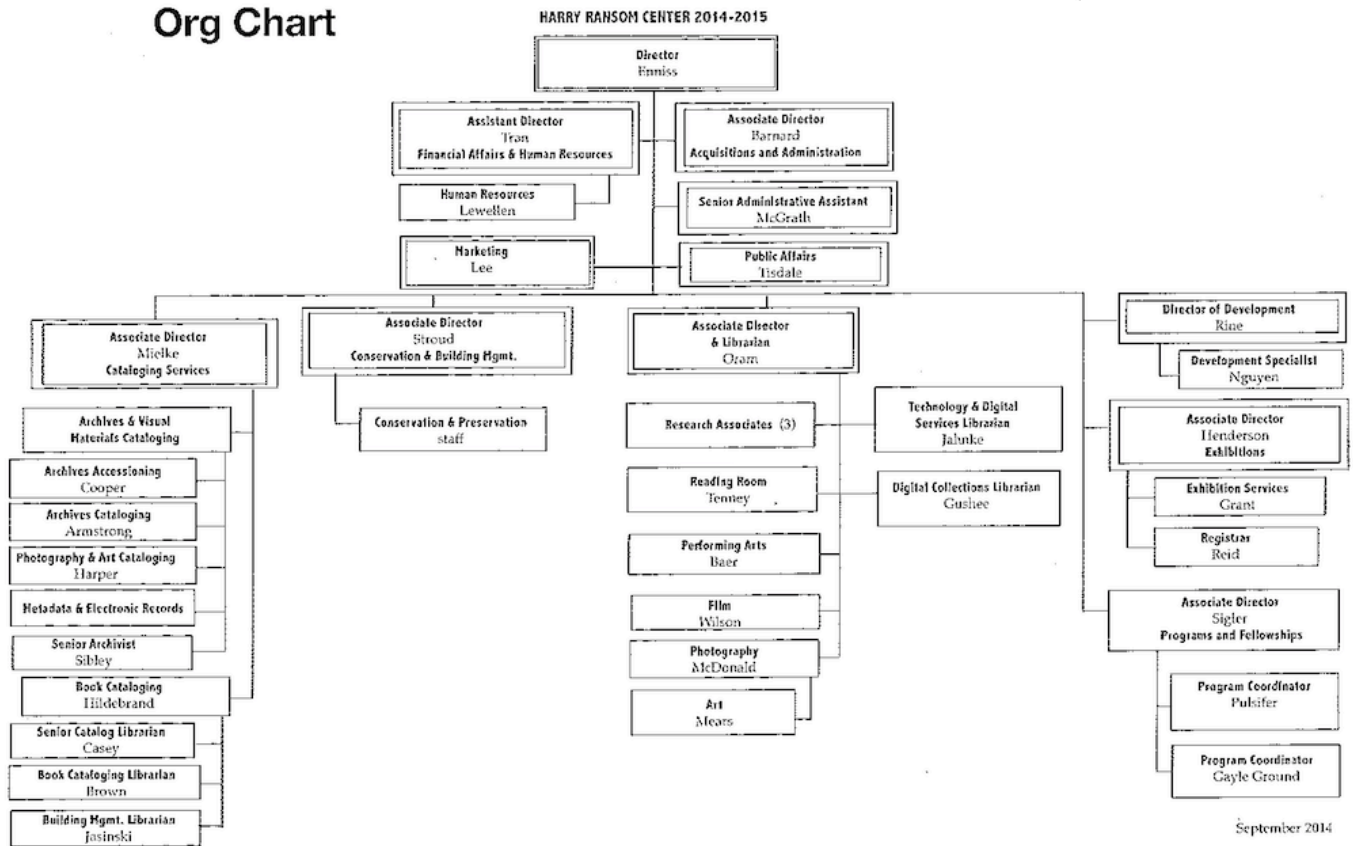 Org Chart
HARRY RANSOM CENTER 2014-2015
Director
Enniss
Assistant Director
Tran
Financial Affairs & Human Resources
Associate Director
Barnard
Acquisitions and Administration
Human Resources
Lewellen
Senior Administrative Assistant
McGrath
Marketing
Lee
Public Affairs
Tisdale
Associate Director
Mielke
Cataloging Services
Associate Director
Stroud
Conservation & Building Mgmt.
Associate Director
& Librarian
Oram
Director of Development
Rine
Development Specialist
Nguyen
Archives & Visual
Materials Cataloging
Archives Accessioning
Cooper
Archives Cataloging
Armstrong
Photography & Art Cataloging
Harper
Metadata & Electronic Records
Senior Archivist
Sibley
Book Cataloging
Hildebrand
Senior Catalog Librarian
Casey
Book Cataloging Librarian
Brown
Building Mgmt. Librarian
Jasinski
Conservation & Preservation
staff
Research Associates (3)
Technology & Digital
Services Librarian
Jahnke
Reading Room
Tenney
Digital Collections Librarian
Gushee
Performing Arts
Baer
Film
Wilson
Photography
McDonald
Art
Mears
Associate Director
Henderson
Exhibitions
Exhibition Services
Grant
Registrar
Reid
Associate Director
Sigler
Programs and Fellowships
Program Coordinator
Pulsifer
Program Coordinator
Gayle Ground
September 2014